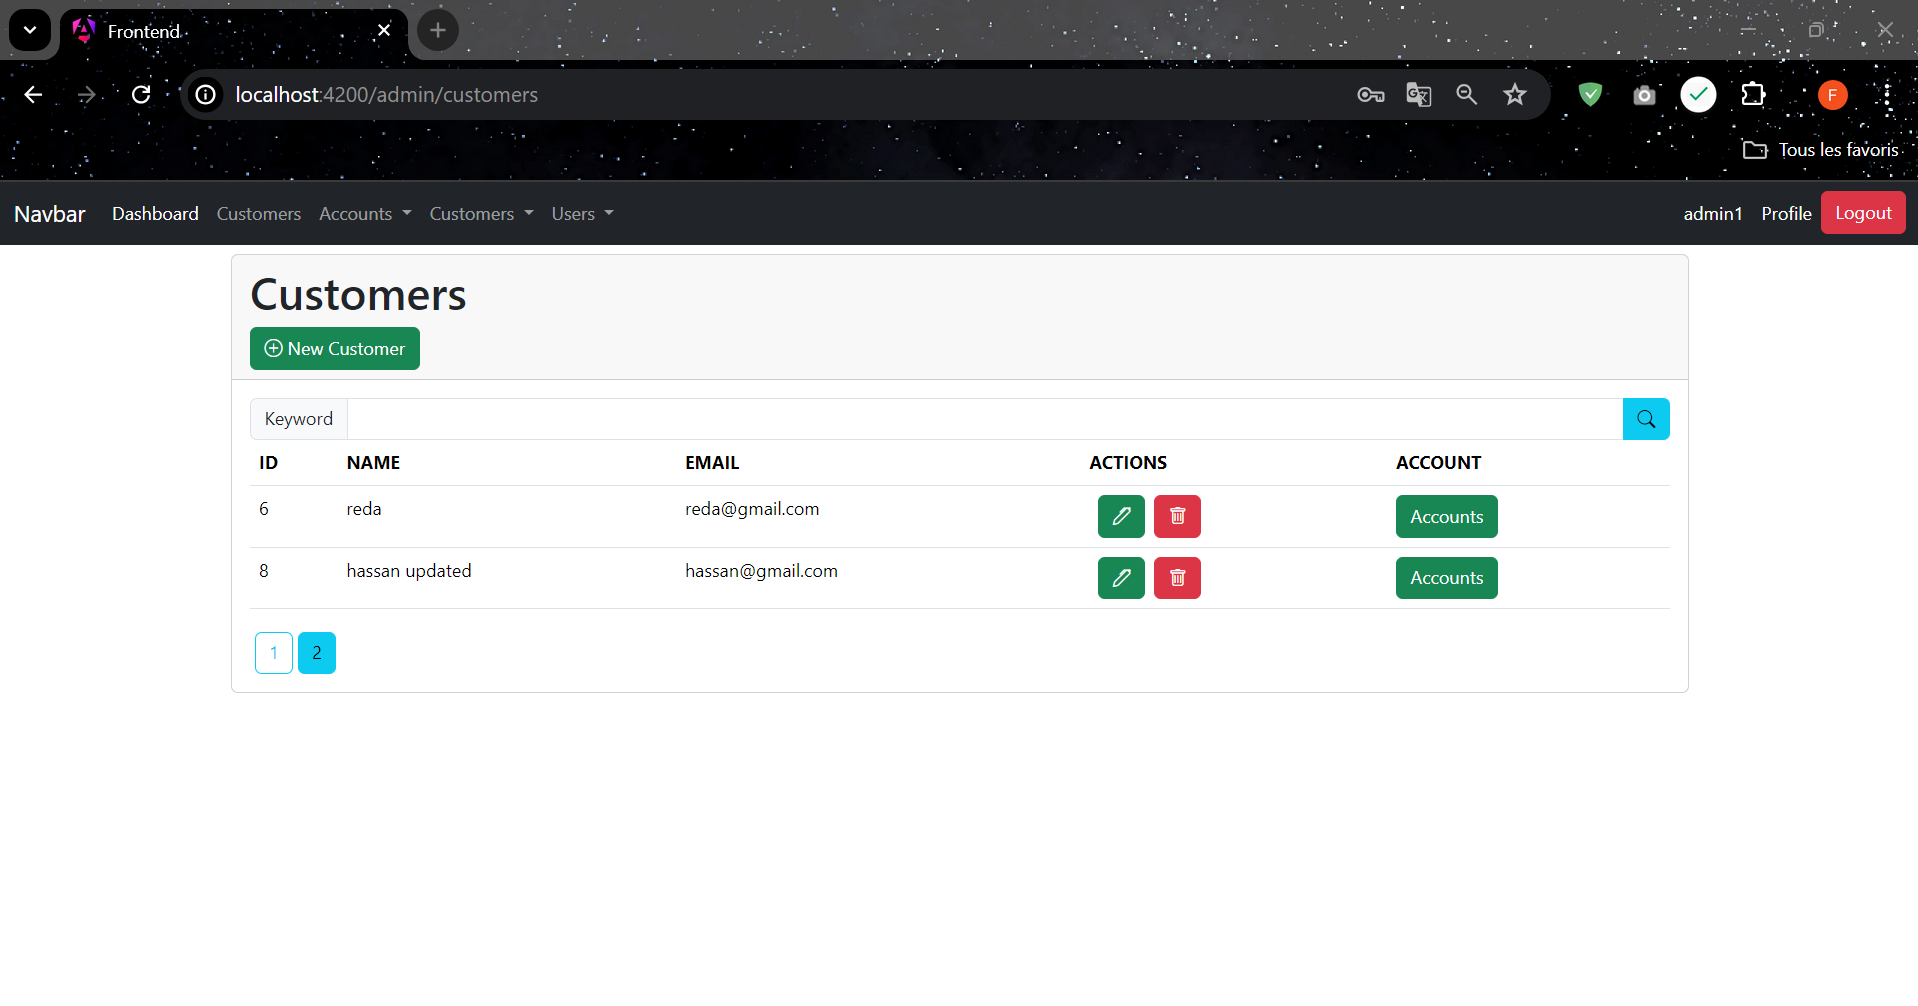 Frontend
localhost:4200/admin/customers
Tous les favoris
Navbar Dashboard Customers Accounts Customers Users admin1 Profile Logout
Customers
New Customer
Keyword
ID NAME EMAIL ACTIONS ACCOUNT
6 reda reda@gmail.com Accounts
8 hassan updated hassan@gmail.com Accounts
1 2
F